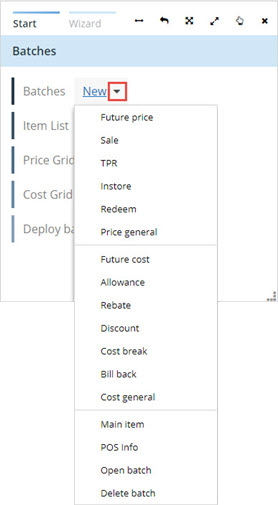 Start Wizard
Batches
Batches New
Item List
Price Grid
Cost Grid
Deploy ba
Future price
Sale
TPR
Instore
Redeem
Price general
Future cost
Allowance
Rebate
Discount
Cost break
Bill back
Cost general
Main item
POS Info
Open batch
Delete batch